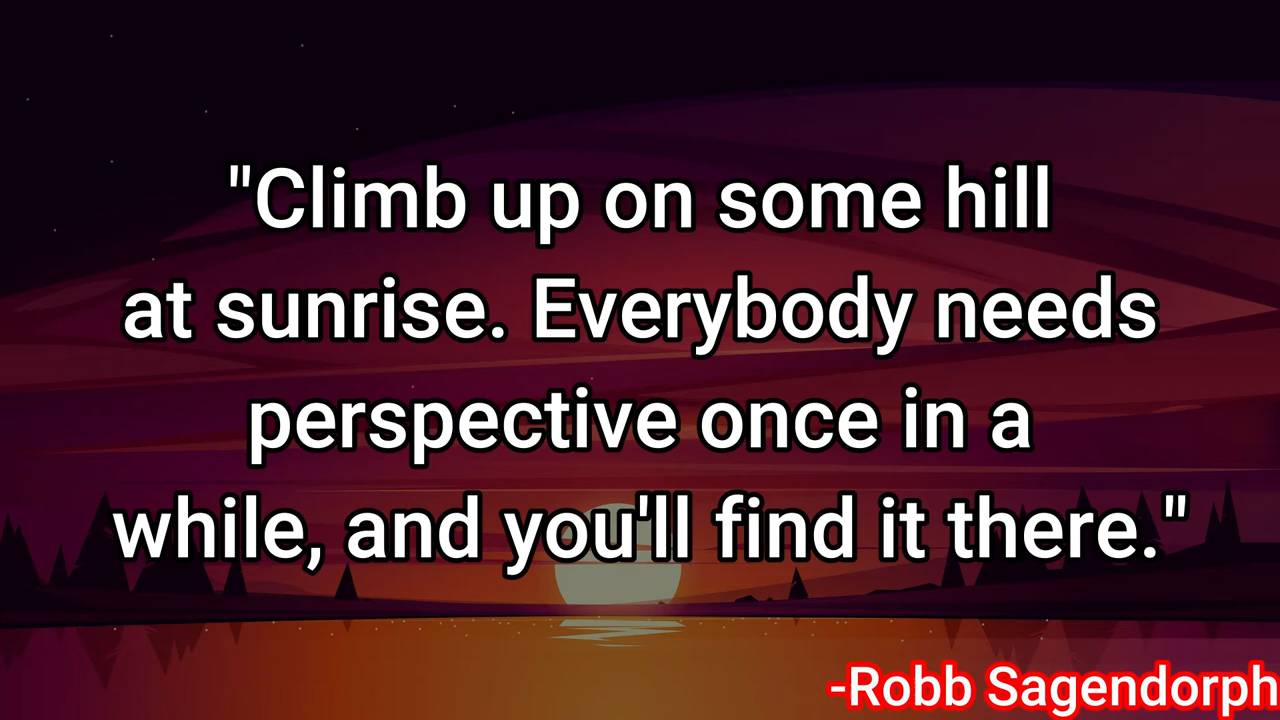 "Climb up on some hill
at sunrise. Everybody needs
perspective once in a
while, and you'll find it there."
-Robb Sagendorph